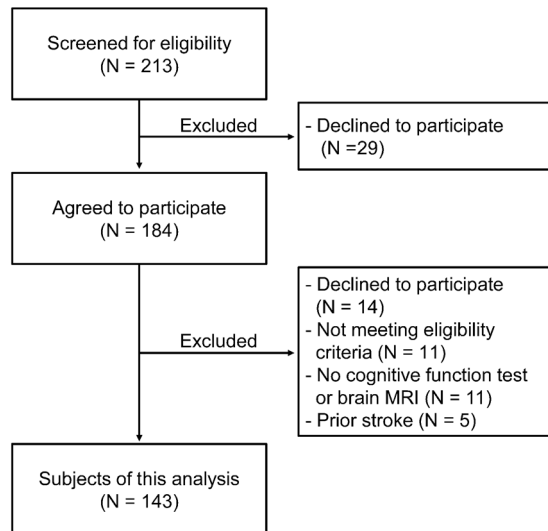 Screened for eligibility
(N = 213)
Excluded
- Declined to participate
(N =29)
Agreed to participate
(N = 184)
Excluded
- Declined to participate
(N = 14)
- Not meeting eligibility
criteria (N = 11)
- No cognitive function test
or brain MRI (N = 11)
- Prior stroke (N = 5)
Subjects of this analysis
(N = 143)